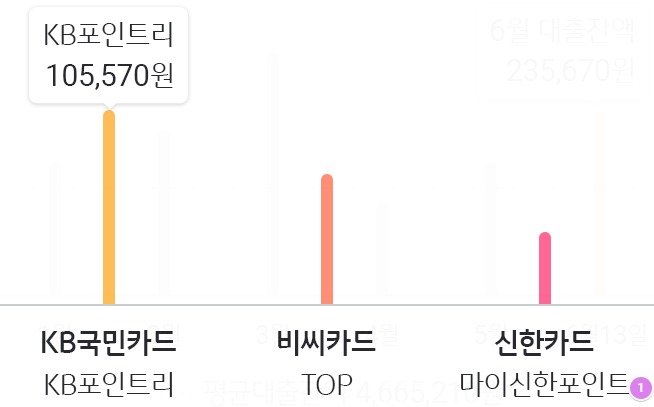 KB포인트리
105,570원
6월 대출잔액
235,670원
KB국민카드
비씨카드
신한카드
KB포인트리
TOP
마이신한포인트
1